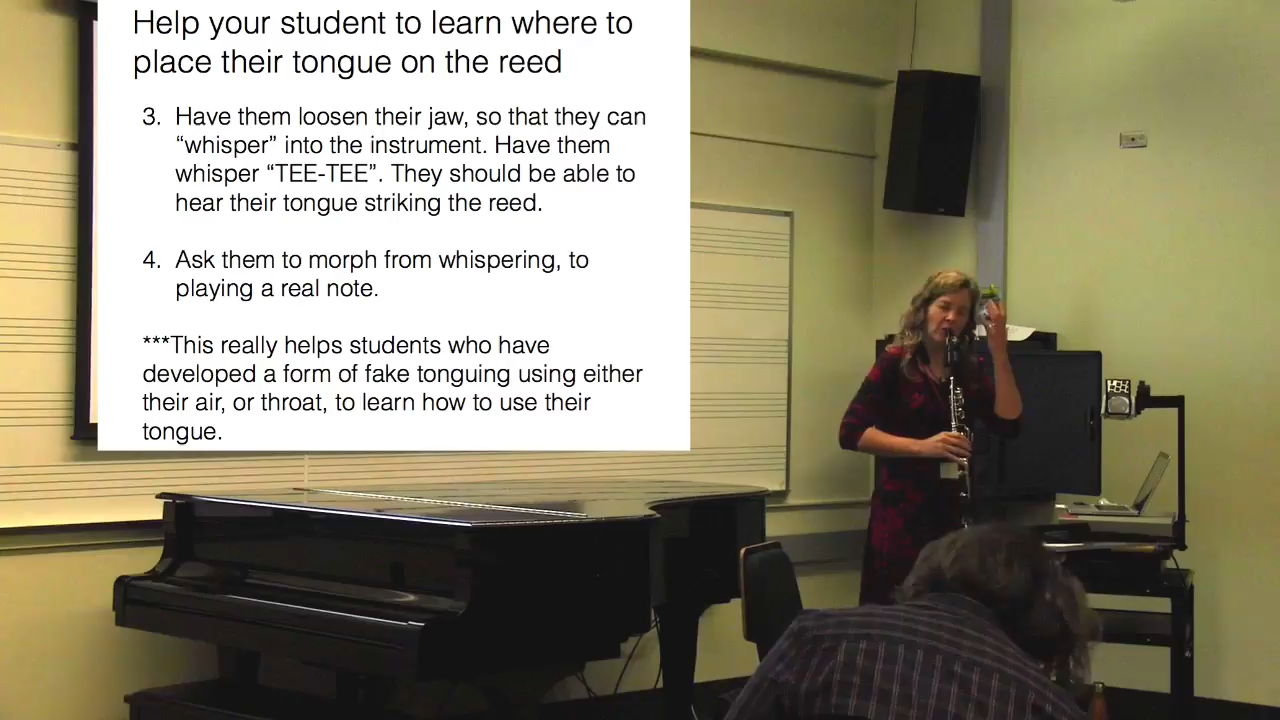 Help your student to learn where to
place their tongue on the reed
3. Have them loosen their jaw, so that they can
“whisper” into the instrument. Have them
whisper “TEE-TEE”. They should be able to
hear their tongue striking the reed.
4. Ask them to morph from whispering, to
playing a real note.
***This really helps students who have
developed a form of fake tonguing using either
their air, or throat, to learn how to use their
tongue.